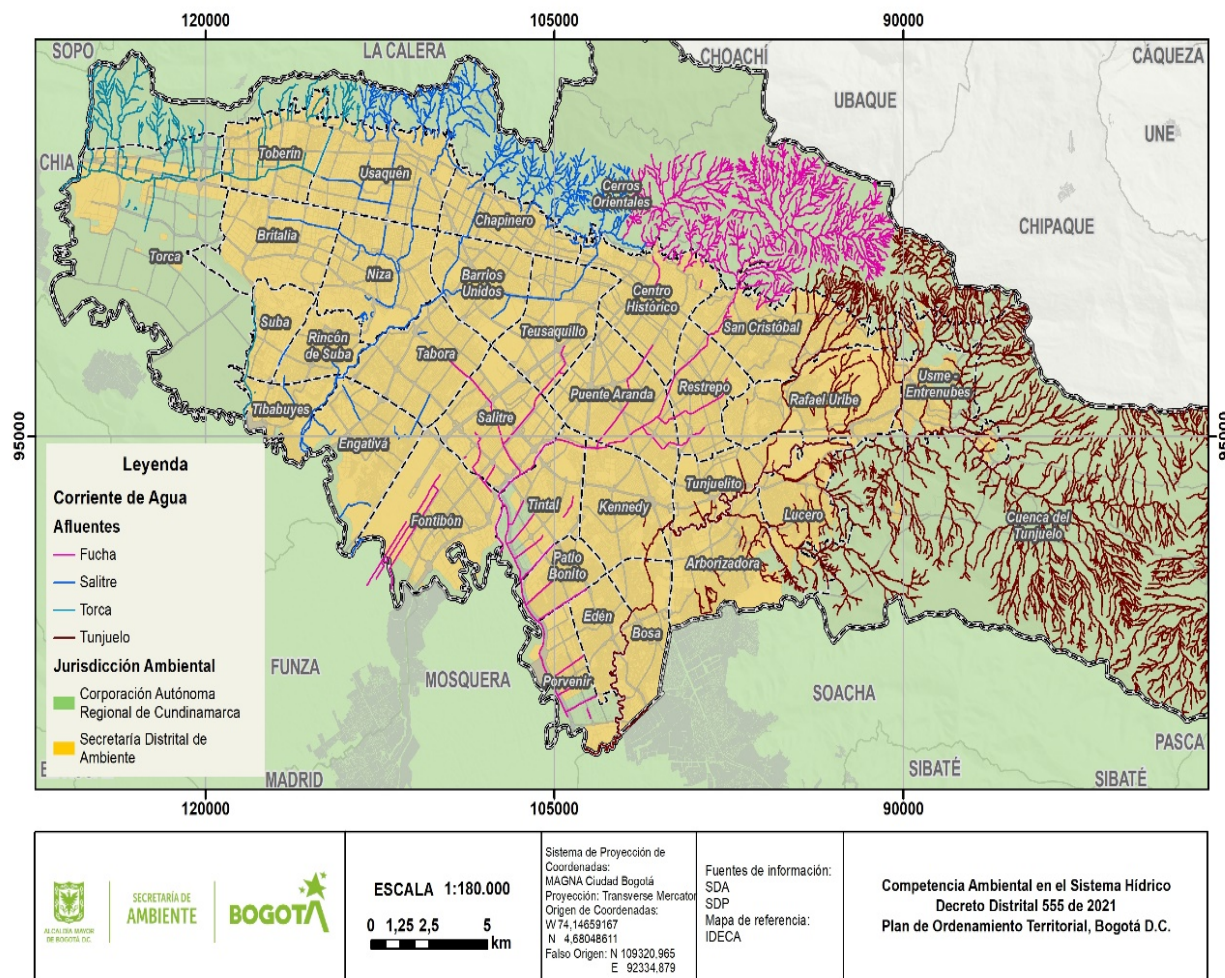 120000
105000
90000
SOPO
LA CALERA
CHOACHÍ
CÁQUEZA
UBAQUE
UNE
CHIA
Toberín
Usaquén
Cerros
Orientales
CHIPAQUE
Chapinero
Britalia
Torca
Niza
Barrios
Unidos
Centro
Histórico
San Cristóbal
Suba
Rincón
de Suba
Teusaquillo
Tabora
Puente Aranda
Restrepo
Rafael Uribe
Usme -
Entrenubes
Tibabuyes
Salitre
Engativá
95000
95000
Leyenda
Corriente de Agua
Afluentes
Fucha
Salitre
Torca
Tunjuelo
Jurisdicción Ambiental
Corporación Autónoma
Regional de Cundinamarca
Secretaría Distrital de
Ambiente
Fontibón
Tintal
Kennedy
Tunjuelito
Lucero
Cuenca del
Tunjuelo
Patio
Bonito
Arborizadora
Edén
Bosa
Porvenir
FUNZA
MOSQUERA
SOACHA
PASCA
MADRID
SIBATÉ
SIBATÉ
120000
105000
90000
ALCALDÍA MAYOR
DE BOGOTÁ D.C.
SECRETARÍA DE
AMBIENTE
BOGOTÁ
ESCALA 1:180.000
0 1,25 2,5 5
km
Sistema de Proyección de
Coordenadas:
MAGNA Ciudad Bogotá
Proyección: Transverse Mercator
Origen de Coordenadas:
W 74,14659167
N 4,68048611
Falso Origen: N 109320,965
E 92334,879
Fuentes de información:
SDA
SDP
Mapa de referencia:
IDECA
Competencia Ambiental en el Sistema Hídrico
Decreto Distrital 555 de 2021
Plan de Ordenamiento Territorial, Bogotá D.C.